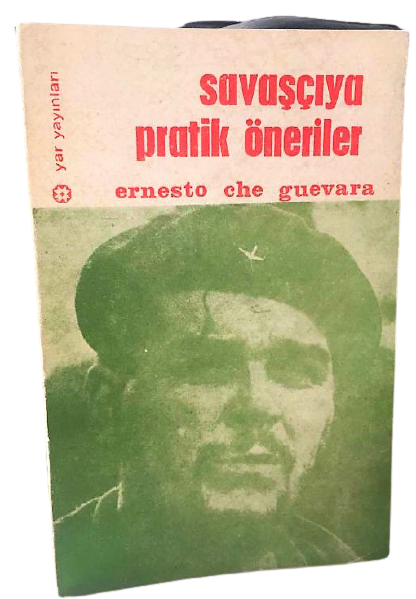 yar yayınları
savaşçıya
pratik öneriler
ernesto che guevara